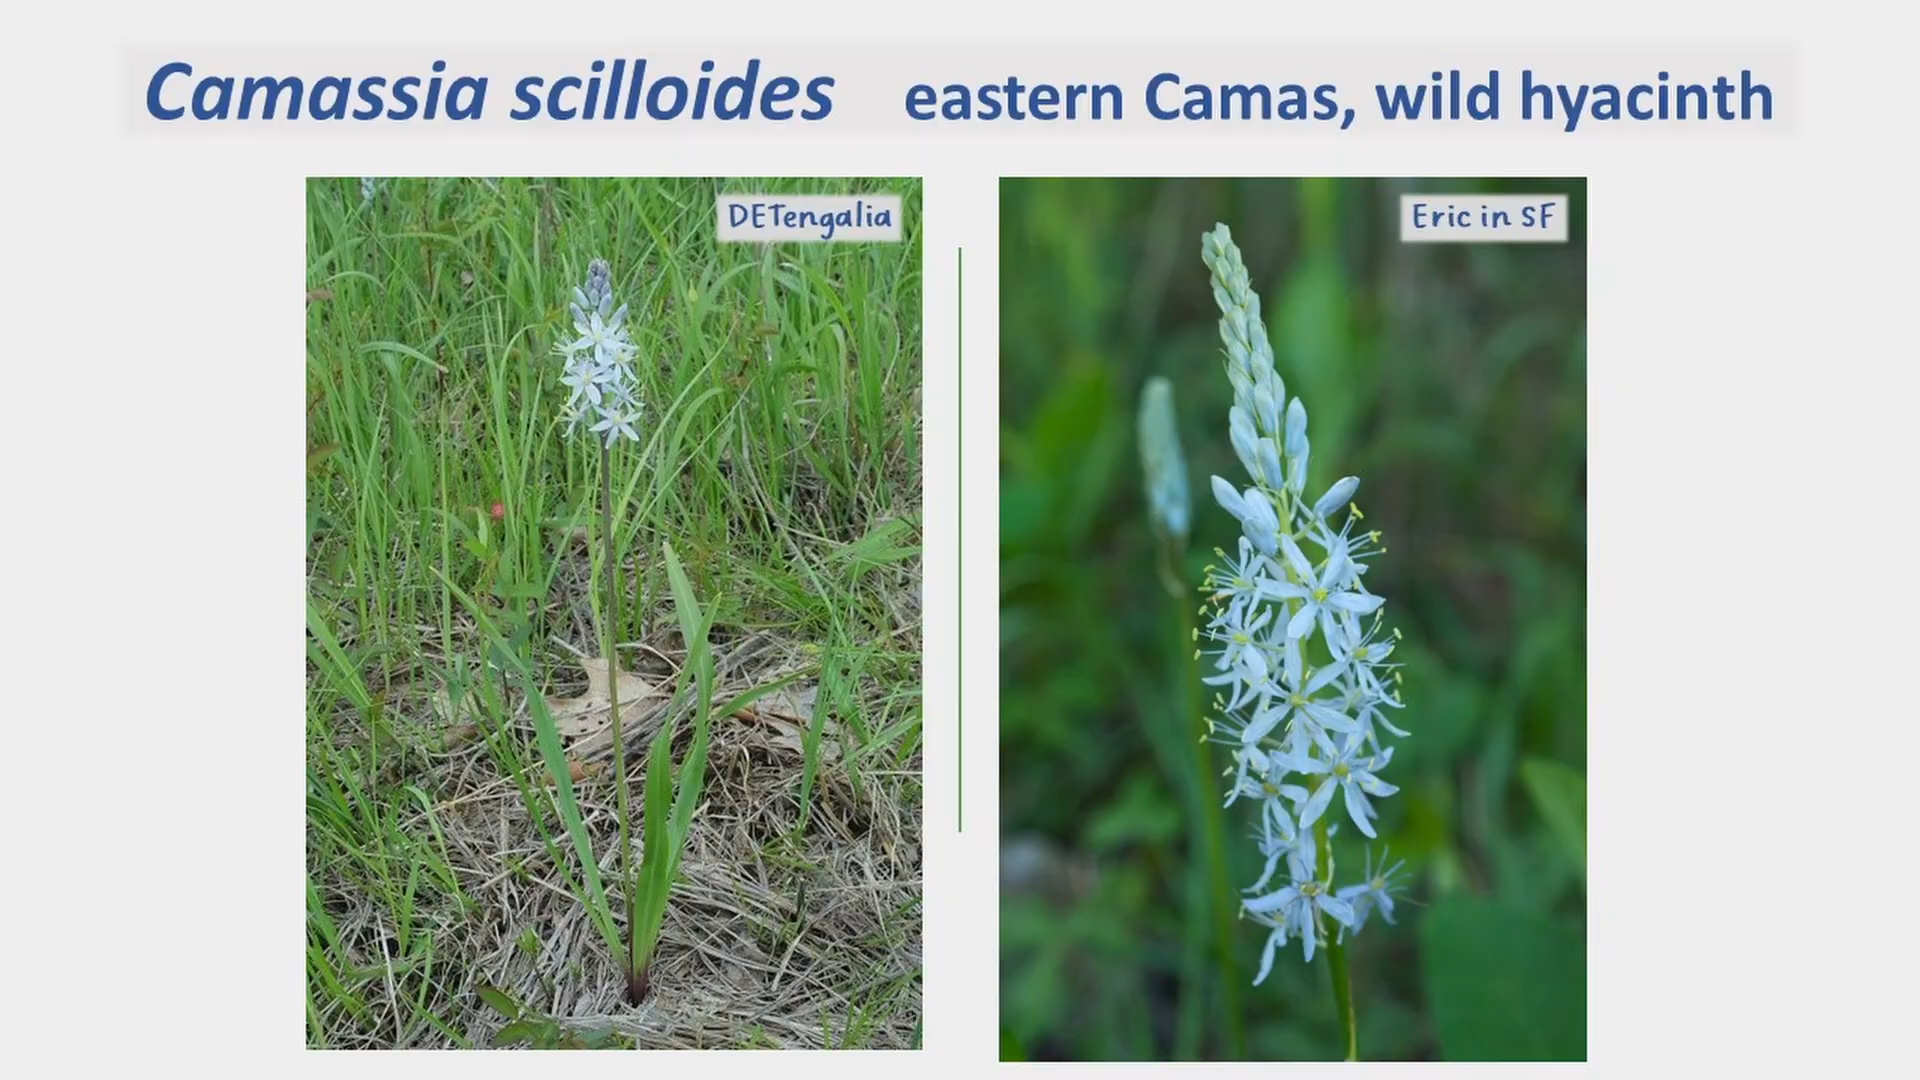 Camassia scilloides eastern Camas, wild hyacinth
DETengalia
Eric in SF